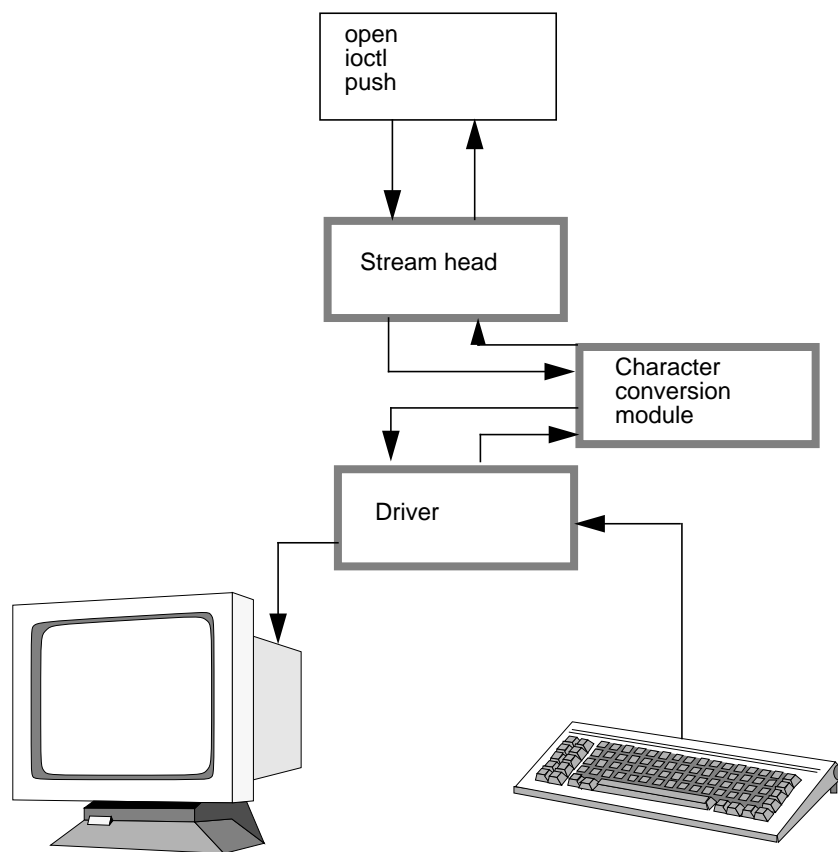 open
ioctl
push
Stream head
Character
conversion
module
Driver